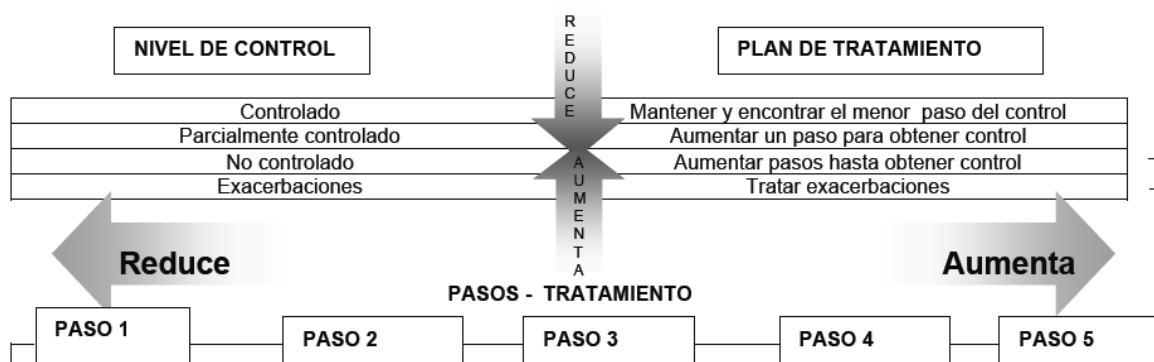 NIVEL DE CONTROL
REDUCE
PLAN DE TRATAMIENTO
Controlado
Mantener y encontrar el menor paso del control
Parcialmente controlado
Aumentar un paso para obtener control
No controlado
Aumentar pasos hasta obtener control
Exacerbaciones
Tratar exacerbaciones
AUMENTA
Reduce
Aumenta
PASOS - TRATAMIENTO
PASO 1
PASO 2
PASO 3
PASO 4
PASO 5